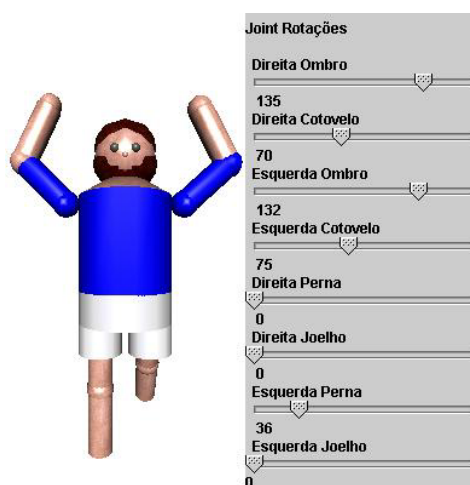 Joint Rotações
Direita Ombro
135
Direita Cotovelo
70
Esquerda Ombro
132
Esquerda Cotovelo
75
Direita Perna
0
Direita Joelho
0
Esquerda Perna
36
Esquerda Joelho
0